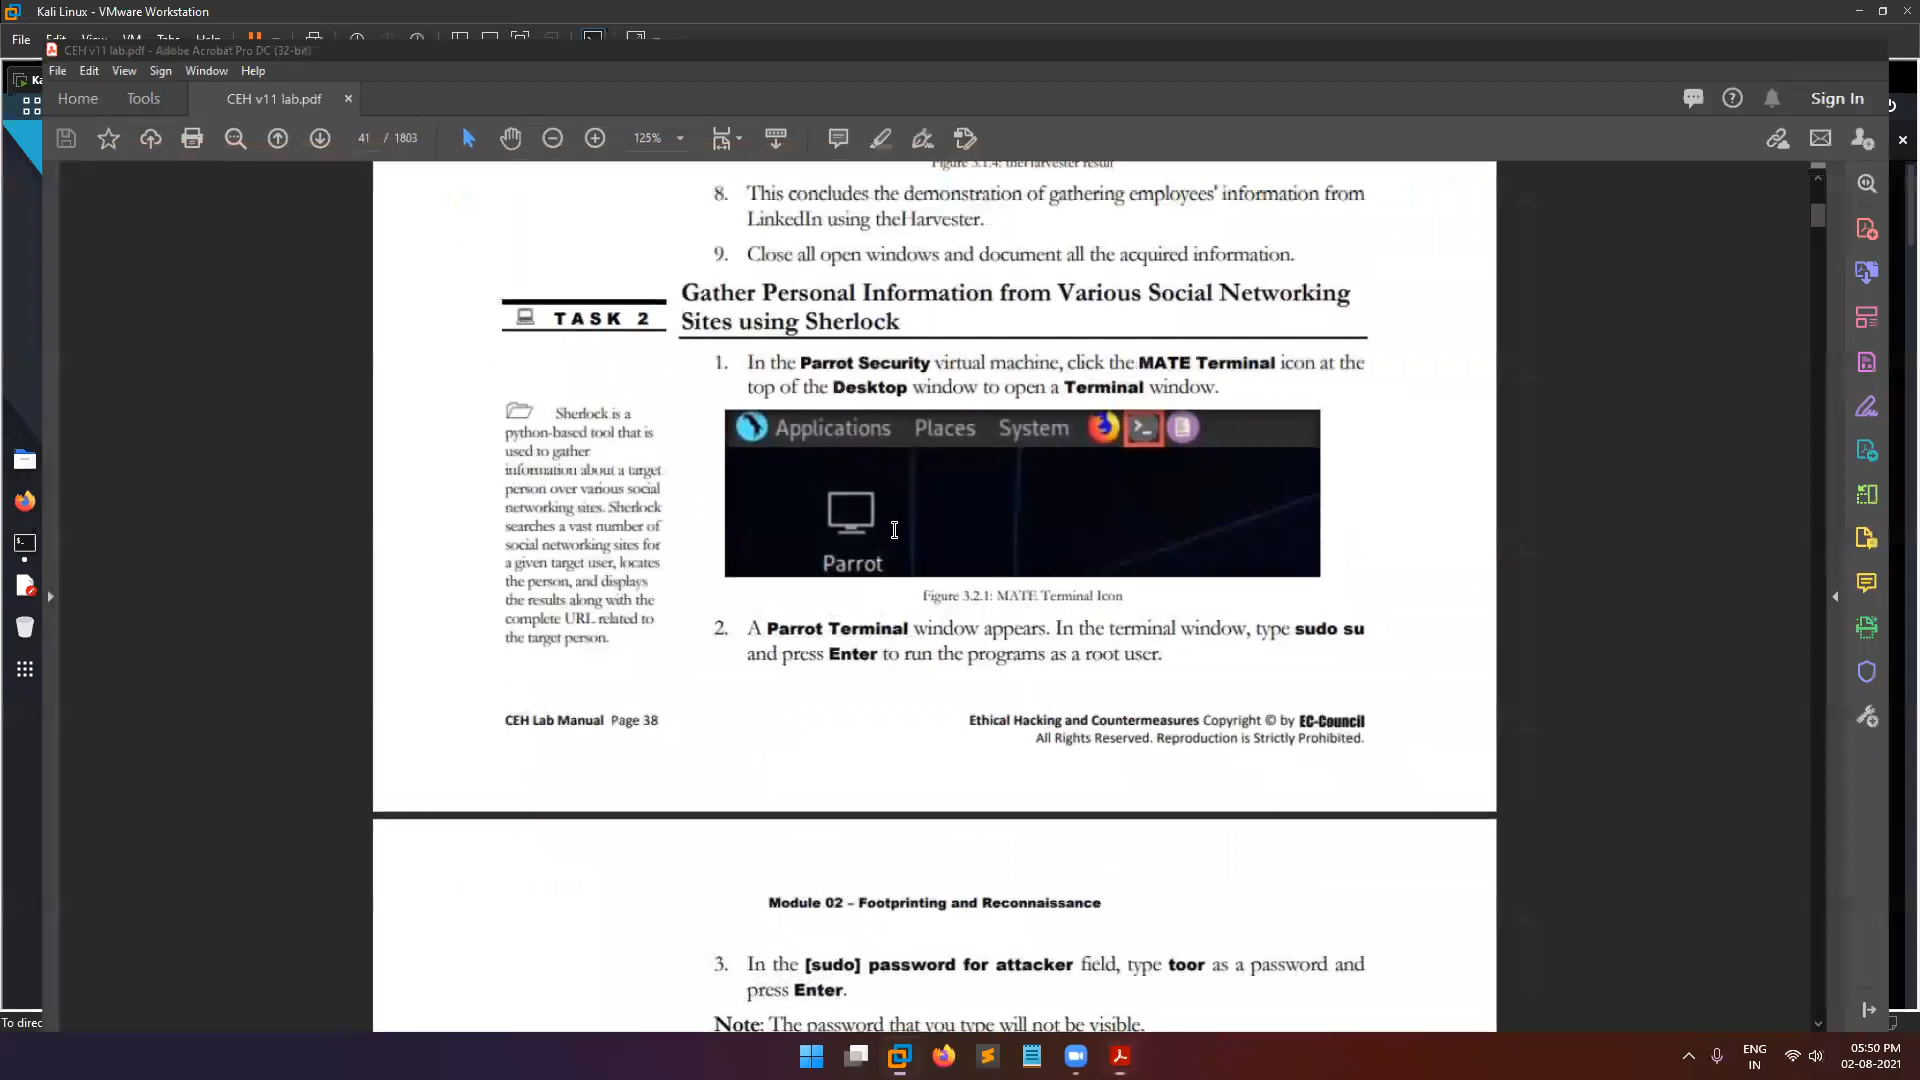 Kali Linux - VMware Workstation
File Edit View VM Tabs Help
CEH v11 lab.pdf - Adobe Acrobat Pro DC (32-bit)
File Edit View Sign Window Help
Home Tools CEH v11 lab.pdf × Sign In
41 / 1803 125%
Figure 3.1.4: theHarvester result
8. This concludes the demonstration of gathering employees' information from
LinkedIn using theHarvester.
9. Close all open windows and document all the acquired information.
TASK 2
Gather Personal Information from Various Social Networking
Sites using Sherlock
1. In the Parrot Security virtual machine, click the MATE Terminal icon at the
top of the Desktop window to open a Terminal window.
Sherlock is a
python-based tool that is
used to gather
information about a target
person over various social
networking sites. Sherlock
searches a vast number of
social networking sites for
a given target user, locates
the person, and displays
the results along with the
complete URL related to
the target person.
Applications Places System
Parrot
Figure 3.2.1: MATE Terminal Icon
2. A Parrot Terminal window appears. In the terminal window, type sudo su
and press Enter to run the programs as a root user.
CEH Lab Manual Page 38
Ethical Hacking and Countermeasures Copyright © by EC-Council
All Rights Reserved. Reproduction is Strictly Prohibited.
Module 02 – Footprinting and Reconnaissance
3. In the [sudo] password for attacker field, type toor as a password and
press Enter.
Note: The password that you type will not be visible.
To direc
ENG
IN
05:50 PM
02-08-2021